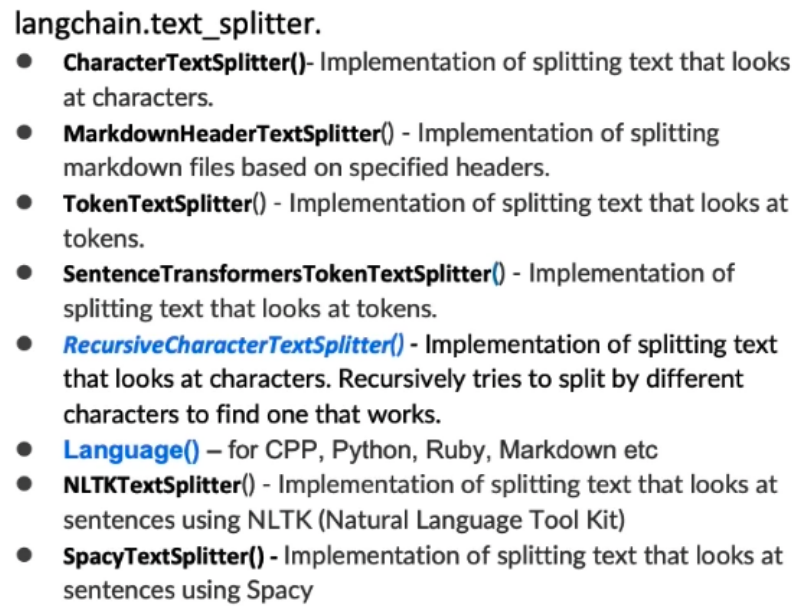 langchain.text_splitter.
● CharacterTextSplitter()- Implementation of splitting text that looks
at characters.
● MarkdownHeaderTextSplitter() - Implementation of splitting
markdown files based on specified headers.
● TokenTextSplitter() - Implementation of splitting text that looks at
tokens.
● SentenceTransformersTokenTextSplitter() - Implementation of
splitting text that looks at tokens.
● RecursiveCharacterTextSplitter() - Implementation of splitting text
that looks at characters. Recursively tries to split by different
characters to find one that works.
● Language() – for CPP, Python, Ruby, Markdown etc
● NLTKTextSplitter() - Implementation of splitting text that looks at
sentences using NLTK (Natural Language Tool Kit)
● SpacyTextSplitter() - Implementation of splitting text that looks at
sentences using Spacy